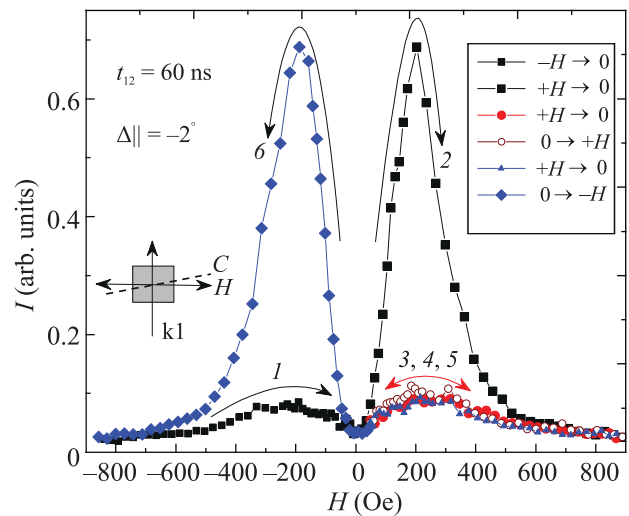 t12 = 60 ns
Δ|| = −2°
−H → 0
+H → 0
+H → 0
0 → +H
+H → 0
0 → −H
6
2
C
H
k1
1
3, 4, 5
I (arb. units)
0.6
0.4
0.2
0
−800
−600
−400
−200
0
200
400
600
800
H (Oe)